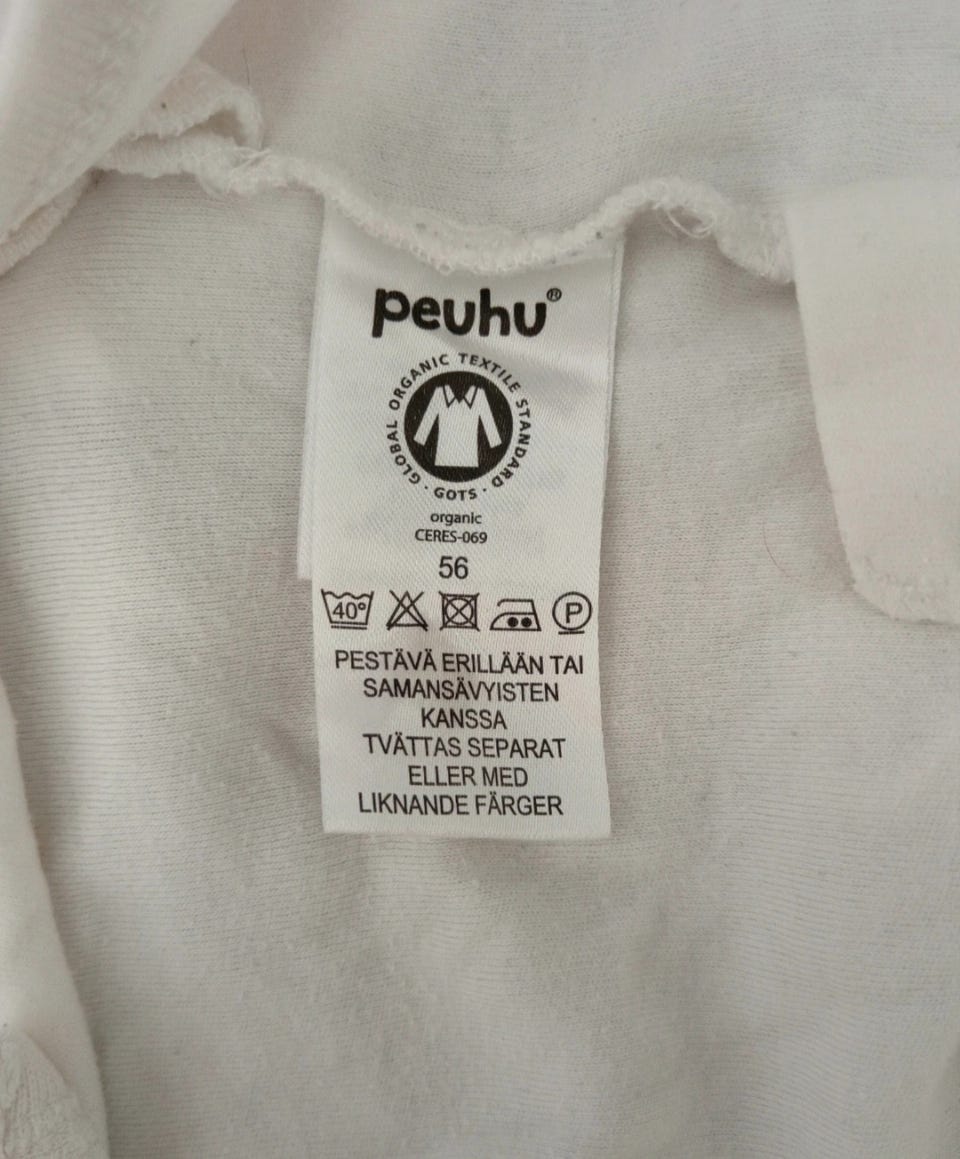 peuhu®
GLOBAL ORGANIC TEXTILE STANDARD · GOTS ·
organic
CERES-069
56
40°
P
PESTÄVÄ ERILLÄÄN TAI
SAMANSÄVYISTEN
KANSSA
TVÄTTAS SEPARAT
ELLER MED
LIKNANDE FÄRGER